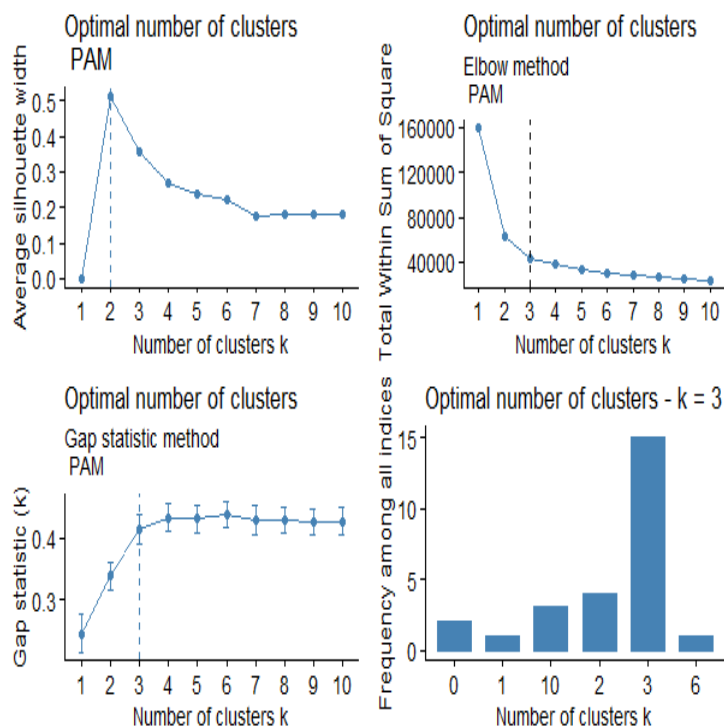 Optimal number of clusters
PAM
Average silhouette width
0.5
0.4
0.3
0.2
0.1
0.0
1 2 3 4 5 6 7 8 9 10
Number of clusters k
Optimal number of clusters
Elbow method
PAM
Total Within Sum of Square
160000
120000
80000
40000
1 2 3 4 5 6 7 8 9 10
Number of clusters k
Optimal number of clusters
Gap statistic method
PAM
Gap statistic (k)
0.4
0.3
1 2 3 4 5 6 7 8 9 10
Number of clusters k
Optimal number of clusters - k = 3
Frequency among all indices
15
10
5
0
0 1 10 2 3 6
Number of clusters k